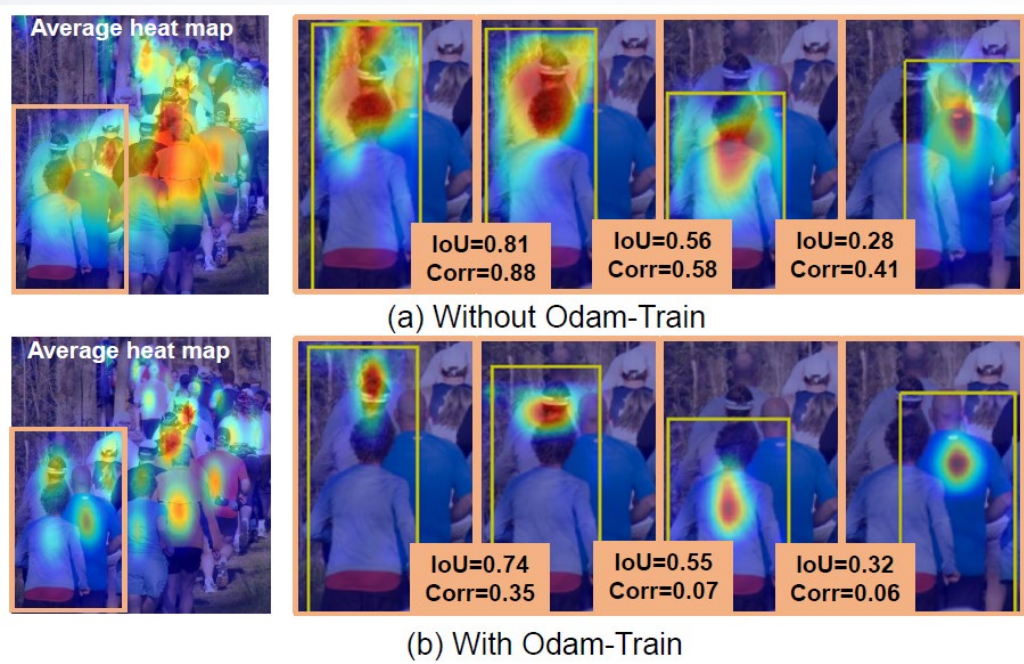 Average heat map
IoU=0.81
Corr=0.88
IoU=0.56
Corr=0.58
IoU=0.28
Corr=0.41
(a) Without Odam-Train
Average heat map
IoU=0.74
Corr=0.35
IoU=0.55
Corr=0.07
IoU=0.32
Corr=0.06
(b) With Odam-Train